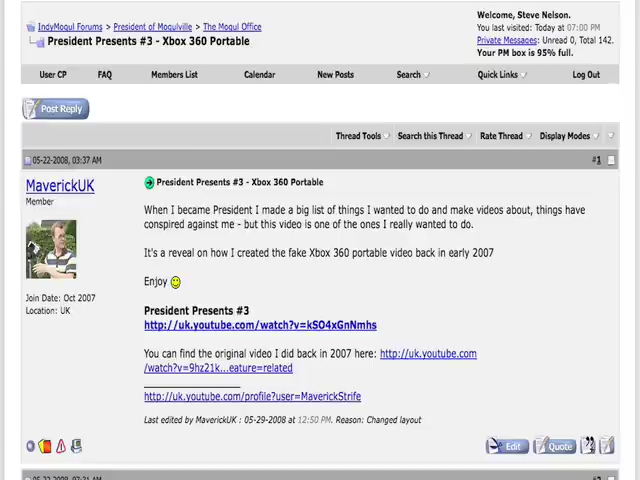 IndyMogul Forums > President of Mogulville > The Mogul Office
President Presents #3 - Xbox 360 Portable
Welcome, Steve Nelson.
You last visited: Today at 07:00 PM
Private Messages: Unread 0, Total 142.
Your PM box is 95% full.
User CP FAQ Members List Calendar New Posts Search Quick Links Log Out
Post Reply
Thread Tools Search this Thread Rate Thread Display Modes
05-22-2008, 03:37 AM #1
MaverickUK
Member
Join Date: Oct 2007
Location: UK
President Presents #3 - Xbox 360 Portable
When I became President I made a big list of things I wanted to do and make videos about, things have
conspired against me - but this video is one of the ones I really wanted to do.
It's a reveal on how I created the fake Xbox 360 portable video back in early 2007
Enjoy
President Presents #3
http://uk.youtube.com/watch?v=kSO4xGnNmhs
You can find the original video I did back in 2007 here: http://uk.youtube.com
/watch?v=9hz21k...eature=related
http://uk.youtube.com/profile?user=MaverickStrife
Last edited by MaverickUK : 05-29-2008 at 12:50 PM. Reason: Changed layout
Edit Quote